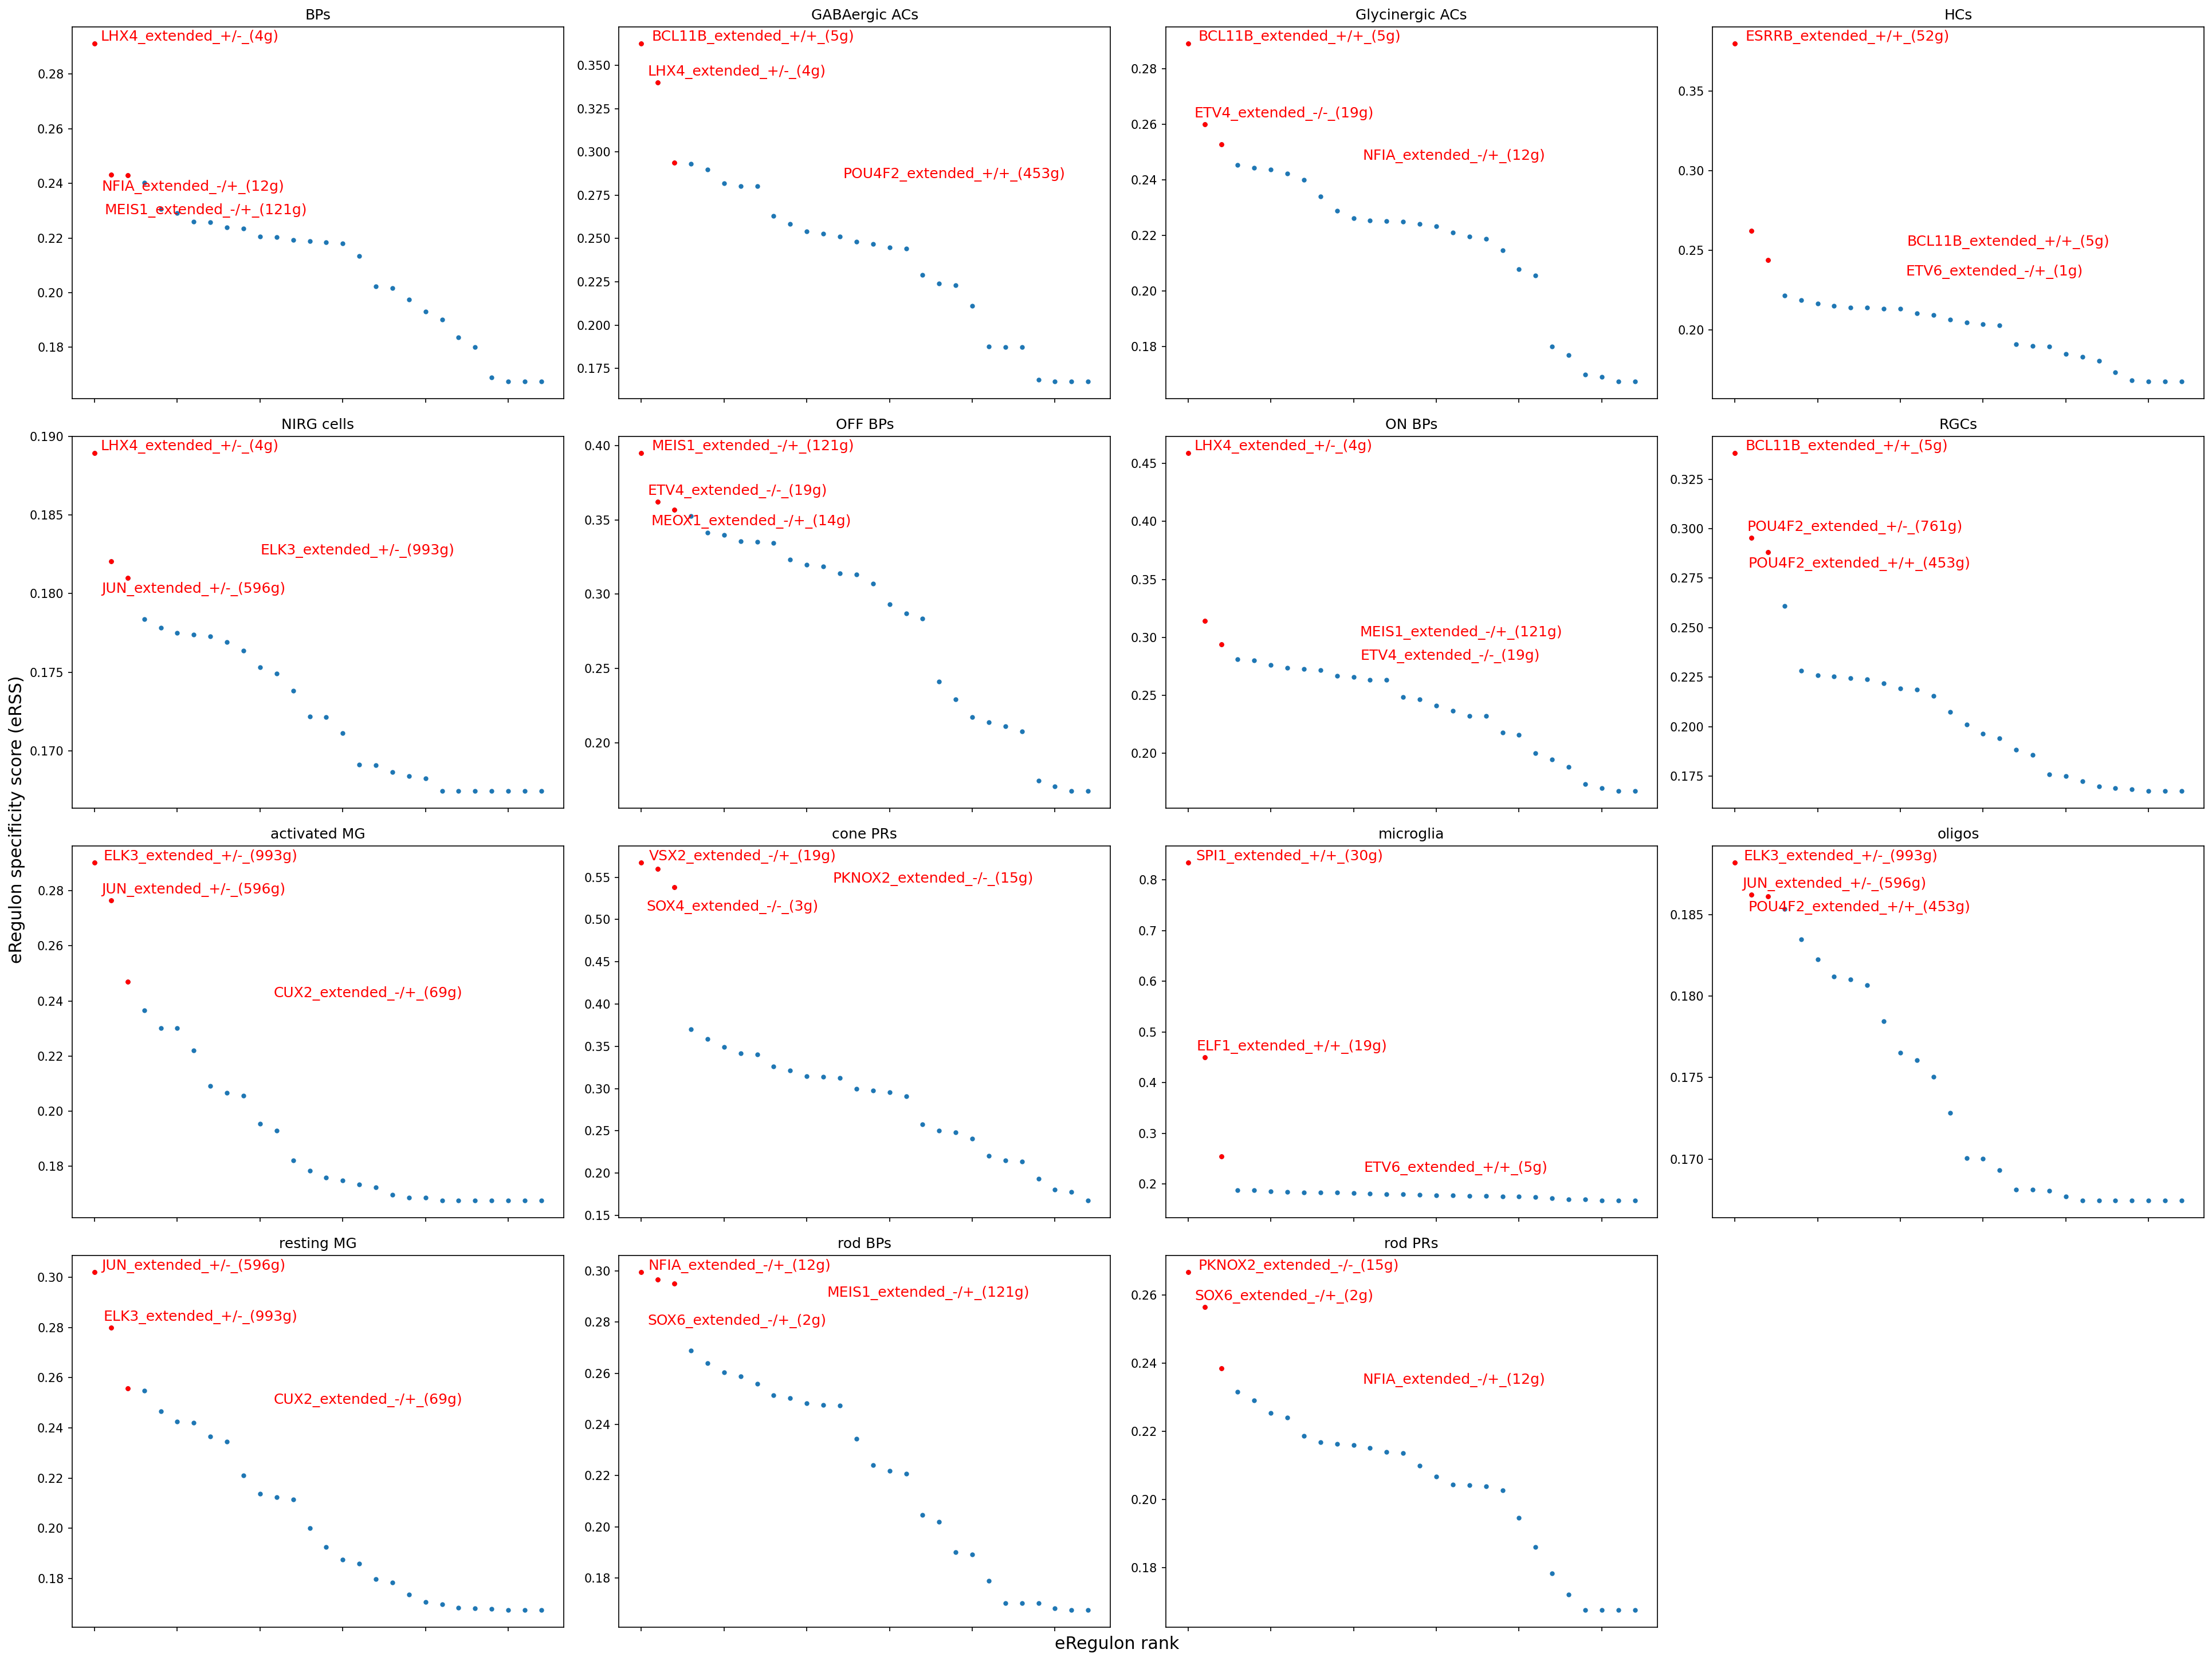 BPs
LHX4_extended_+/-_(4g)
NFIA_extended_-/+_(12g)
MEIS1_extended_-/+_(121g)
0.28
0.26
0.24
0.22
0.20
0.18
GABAergic ACs
BCL11B_extended_+/+_(5g)
LHX4_extended_+/-_(4g)
POU4F2_extended_+/+_(453g)
0.350
0.325
0.300
0.275
0.250
0.225
0.200
0.175
Glycinergic ACs
BCL11B_extended_+/+_(5g)
ETV4_extended_-/-_(19g)
NFIA_extended_-/+_(12g)
0.28
0.26
0.24
0.22
0.20
0.18
HCs
ESRRB_extended_+/+_(52g)
BCL11B_extended_+/+_(5g)
ETV6_extended_-/+_(1g)
0.35
0.30
0.25
0.20
NIRG cells
LHX4_extended_+/-_(4g)
ELK3_extended_+/-_(993g)
JUN_extended_+/-_(596g)
0.190
0.185
0.180
0.175
0.170
OFF BPs
MEIS1_extended_-/+_(121g)
ETV4_extended_-/-_(19g)
MEOX1_extended_-/+_(14g)
0.40
0.35
0.30
0.25
0.20
ON BPs
LHX4_extended_+/-_(4g)
MEIS1_extended_-/+_(121g)
ETV4_extended_-/-_(19g)
0.45
0.40
0.35
0.30
0.25
0.20
RGCs
BCL11B_extended_+/+_(5g)
POU4F2_extended_+/-_(761g)
POU4F2_extended_+/+_(453g)
0.325
0.300
0.275
0.250
0.225
0.200
0.175
activated MG
ELK3_extended_+/-_(993g)
JUN_extended_+/-_(596g)
CUX2_extended_-/+_(69g)
0.28
0.26
0.24
0.22
0.20
0.18
cone PRs
VSX2_extended_-/+_(19g)
PKNOX2_extended_-/-_(15g)
SOX4_extended_-/-_(3g)
0.55
0.50
0.45
0.40
0.35
0.30
0.25
0.20
0.15
microglia
SPI1_extended_+/+_(30g)
ELF1_extended_+/+_(19g)
ETV6_extended_+/+_(5g)
0.8
0.7
0.6
0.5
0.4
0.3
0.2
oligos
ELK3_extended_+/-_(993g)
JUN_extended_+/-_(596g)
POU4F2_extended_+/+_(453g)
0.185
0.180
0.175
0.170
resting MG
JUN_extended_+/-_(596g)
ELK3_extended_+/-_(993g)
CUX2_extended_-/+_(69g)
0.30
0.28
0.26
0.24
0.22
0.20
0.18
rod BPs
NFIA_extended_-/+_(12g)
MEIS1_extended_-/+_(121g)
SOX6_extended_-/+_(2g)
0.30
0.28
0.26
0.24
0.22
0.20
0.18
rod PRs
PKNOX2_extended_-/-_(15g)
SOX6_extended_-/+_(2g)
NFIA_extended_-/+_(12g)
0.26
0.24
0.22
0.20
0.18
eRegulon specificity score (eRSS)
eRegulon rank